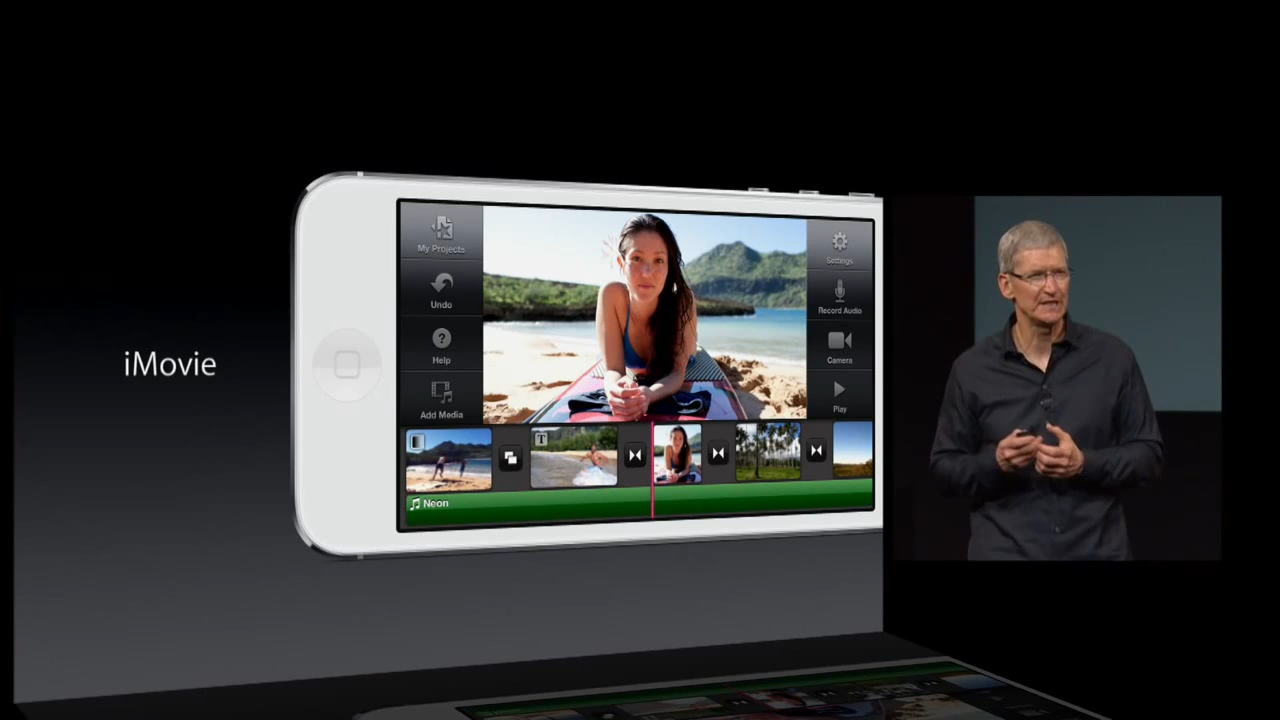 iMovie
My Projects
Undo
Help
Add Media
Settings
Record Audio
Camera
Play
T
Neon